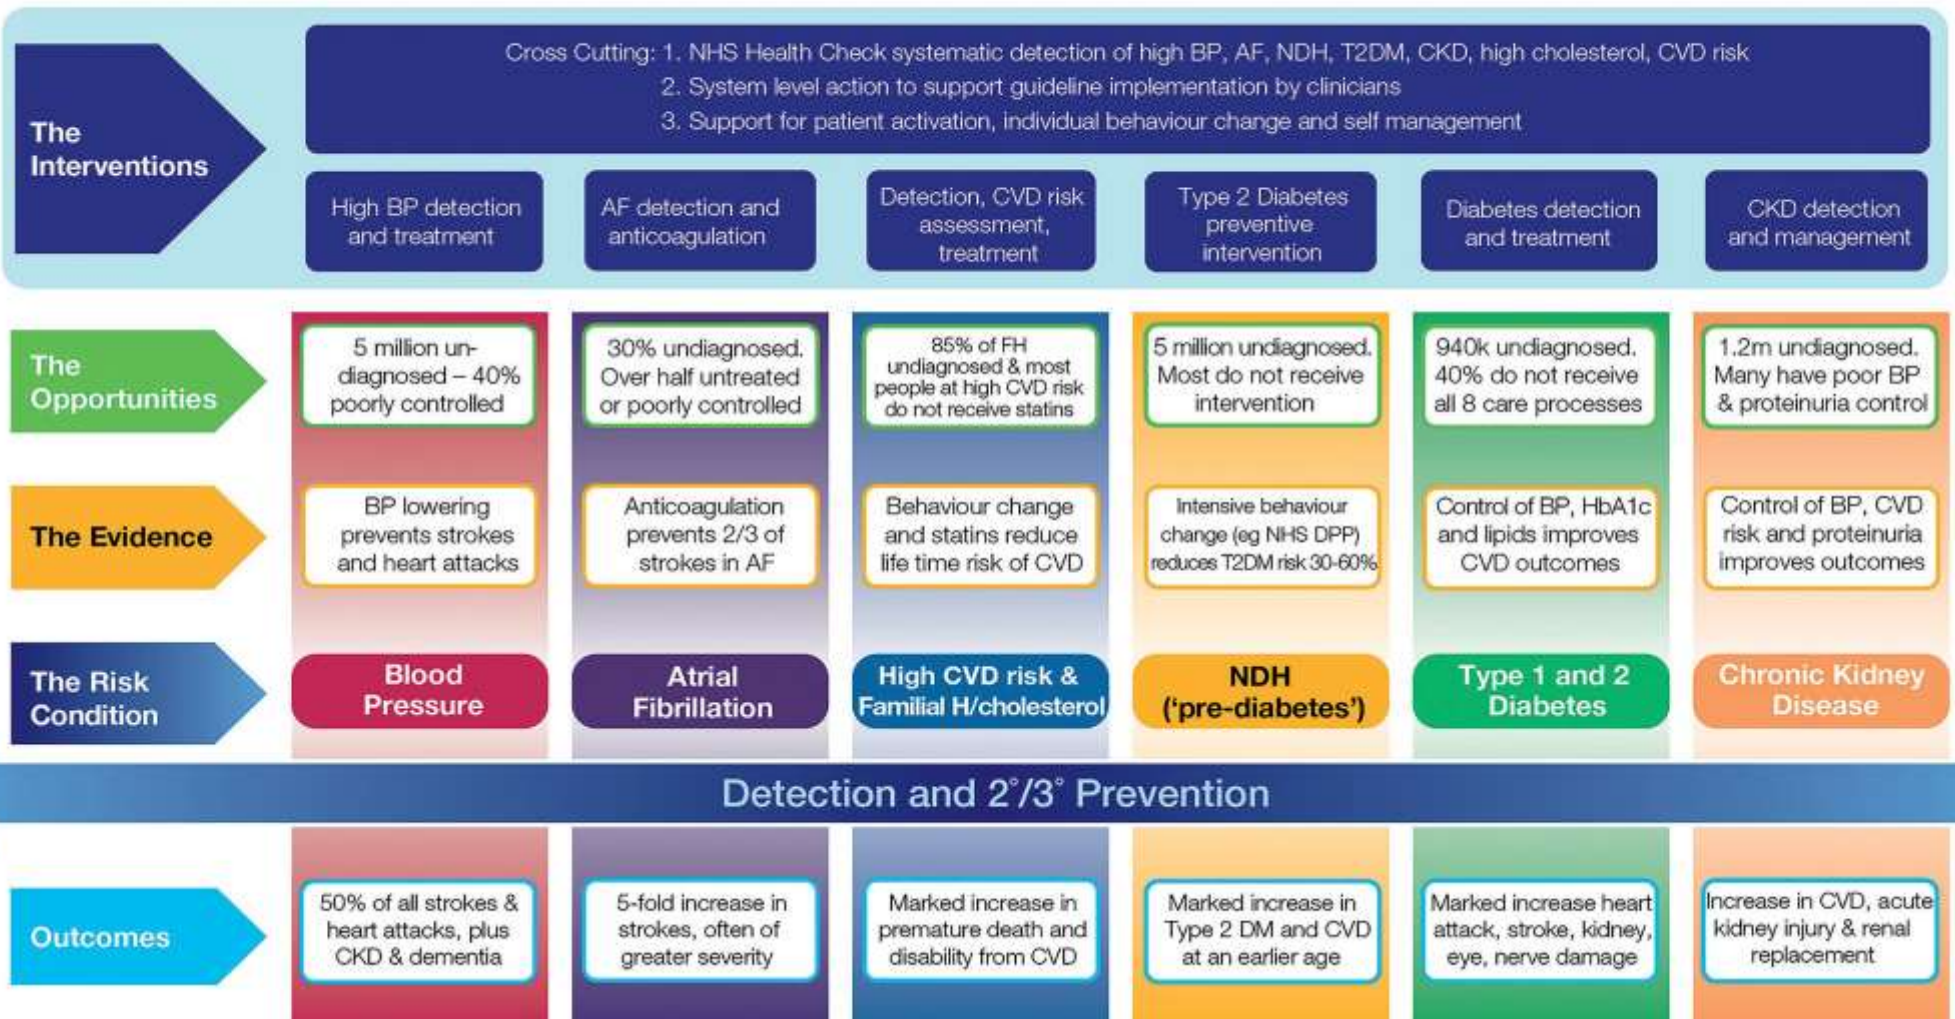 The
Interventions
Cross Cutting: 1. NHS Health Check systematic detection of high BP, AF, NDH, T2DM, CKD, high cholesterol, CVD risk
2. System level action to support guideline implementation by clinicians
3. Support for patient activation, individual behaviour change and self management
High BP detection
and treatment
AF detection and
anticoagulation
Detection, CVD risk
assessment,
treatment
Type 2 Diabetes
preventive
intervention
Diabetes detection
and treatment
CKD detection
and management
The
Opportunities
5 million un-
diagnosed – 40%
poorly controlled
30% undiagnosed.
Over half untreated
or poorly controlled
85% of FH
undiagnosed & most
people at high CVD risk
do not receive statins
5 million undiagnosed.
Most do not receive
intervention
940k undiagnosed.
40% do not receive
all 8 care processes
1.2m undiagnosed.
Many have poor BP
& proteinuria control
The Evidence
BP lowering
prevents strokes
and heart attacks
Anticoagulation
prevents 2/3 of
strokes in AF
Behaviour change
and statins reduce
life time risk of CVD
Intensive behaviour
change (eg NHS DPP)
reduces T2DM risk 30-60%
Control of BP, HbA1c
and lipids improves
CVD outcomes
Control of BP, CVD
risk and proteinuria
improves outcomes
The Risk
Condition
Blood
Pressure
Atrial
Fibrillation
High CVD risk &
Familial H/cholesterol
NDH
(‘pre-diabetes’)
Type 1 and 2
Diabetes
Chronic Kidney
Disease
Detection and 2°/3° Prevention
Outcomes
50% of all strokes &
heart attacks, plus
CKD & dementia
5-fold increase in
strokes, often of
greater severity
Marked increase in
premature death and
disability from CVD
Marked increase in
Type 2 DM and CVD
at an earlier age
Marked increase heart
attack, stroke, kidney,
eye, nerve damage
Increase in CVD, acute
kidney injury & renal
replacement